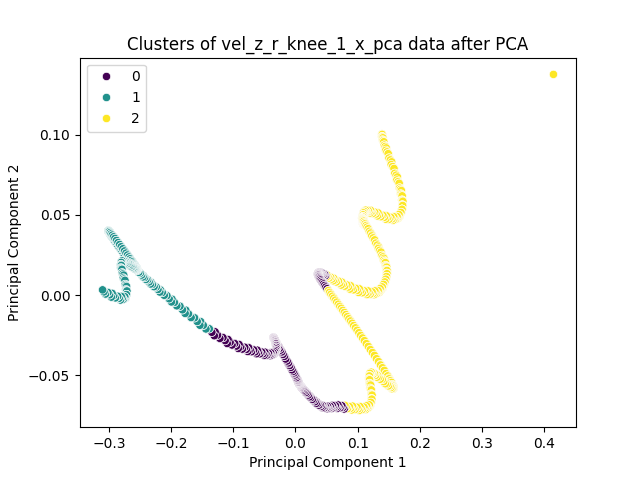 Clusters of vel_z_r_knee_1_x_pca data after PCA
0
1
2
Principal Component 2
0.10
0.05
0.00
−0.05
−0.3 −0.2 −0.1 0.0 0.1 0.2 0.3 0.4
Principal Component 1